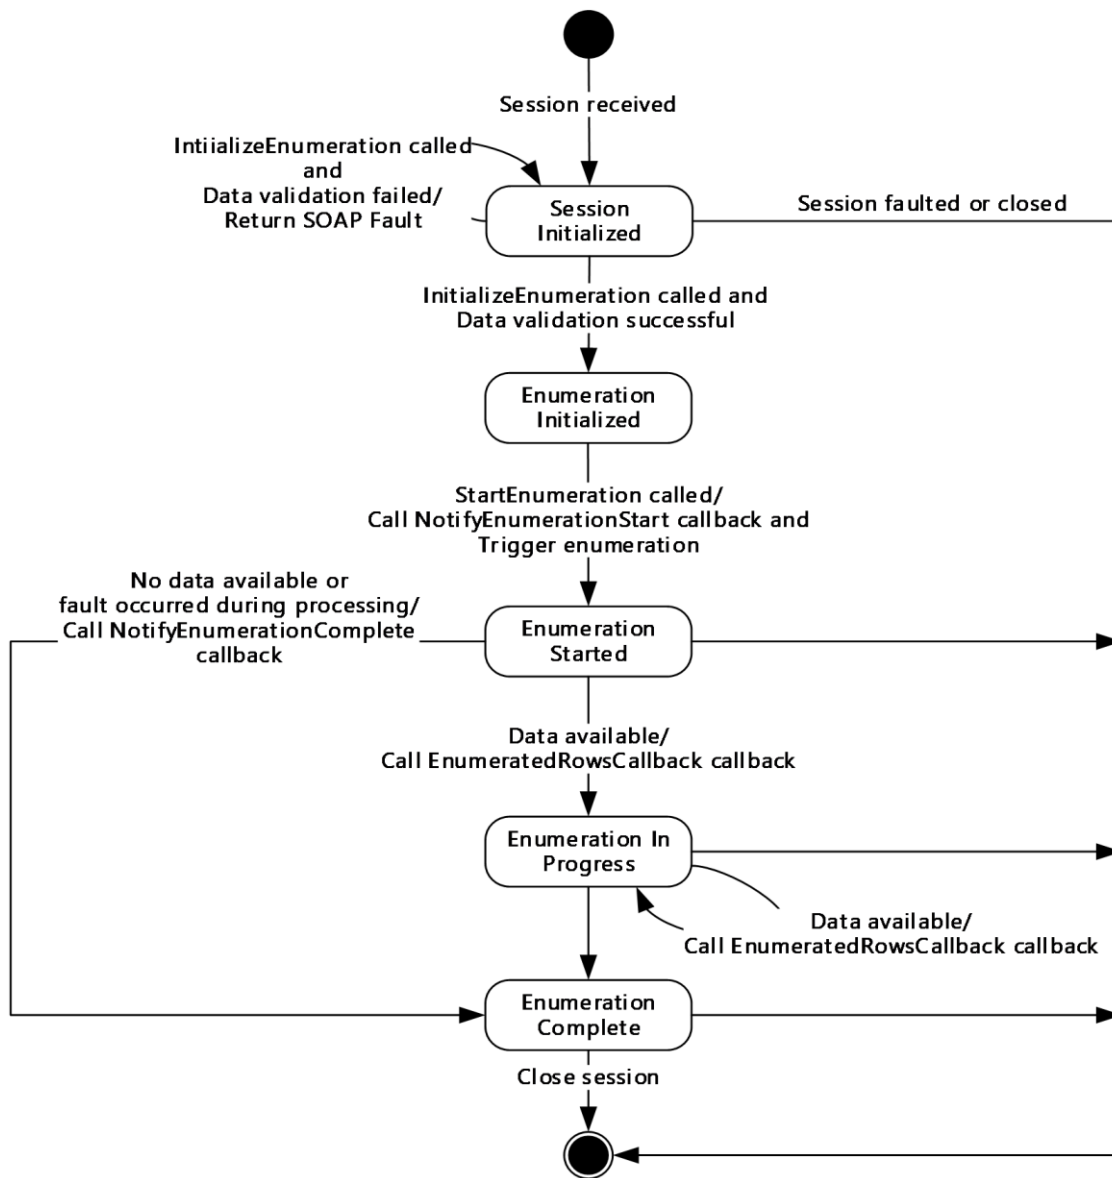 Session received
IntiializeEnumeration called
and
Data validation failed/
Return SOAP Fault
Session
Initialized
Session faulted or closed
InitializeEnumeration called and
Data validation successful
Enumeration
Initialized
StartEnumeration called/
Call NotifyEnumerationStart callback and
Trigger enumeration
No data available or
fault occurred during processing/
Call NotifyEnumerationComplete
callback
Enumeration
Started
Data available/
Call EnumeratedRowsCallback callback
Enumeration In
Progress
Data available/
Call EnumeratedRowsCallback callback
Enumeration
Complete
Close session